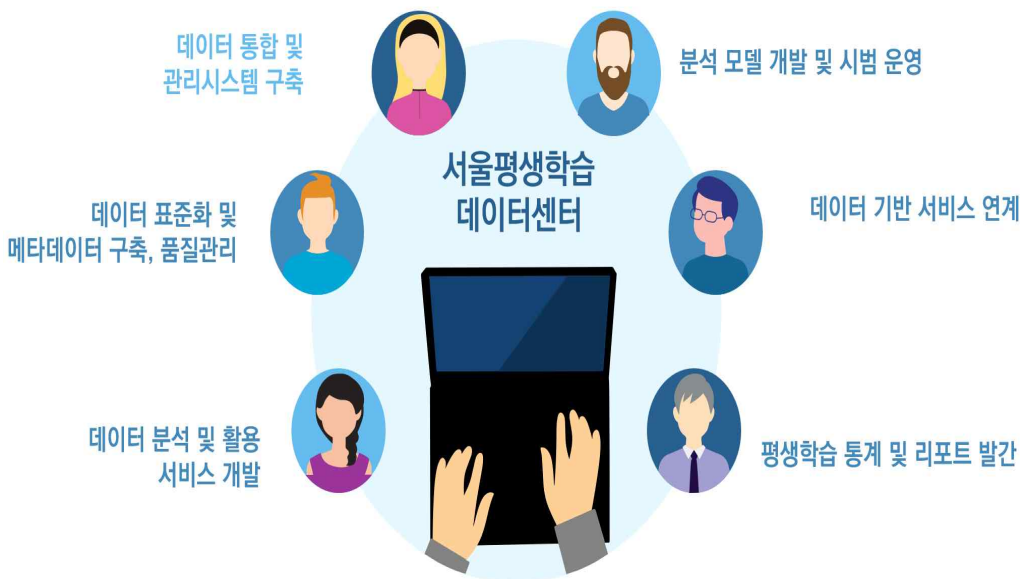 데이터 통합 및
관리시스템 구축
분석 모델 개발 및 시범 운영
서울평생학습
데이터센터
데이터 표준화 및
메타데이터 구축, 품질관리
데이터 기반 서비스 연계
데이터 분석 및 활용
서비스 개발
평생학습 통계 및 리포트 발간